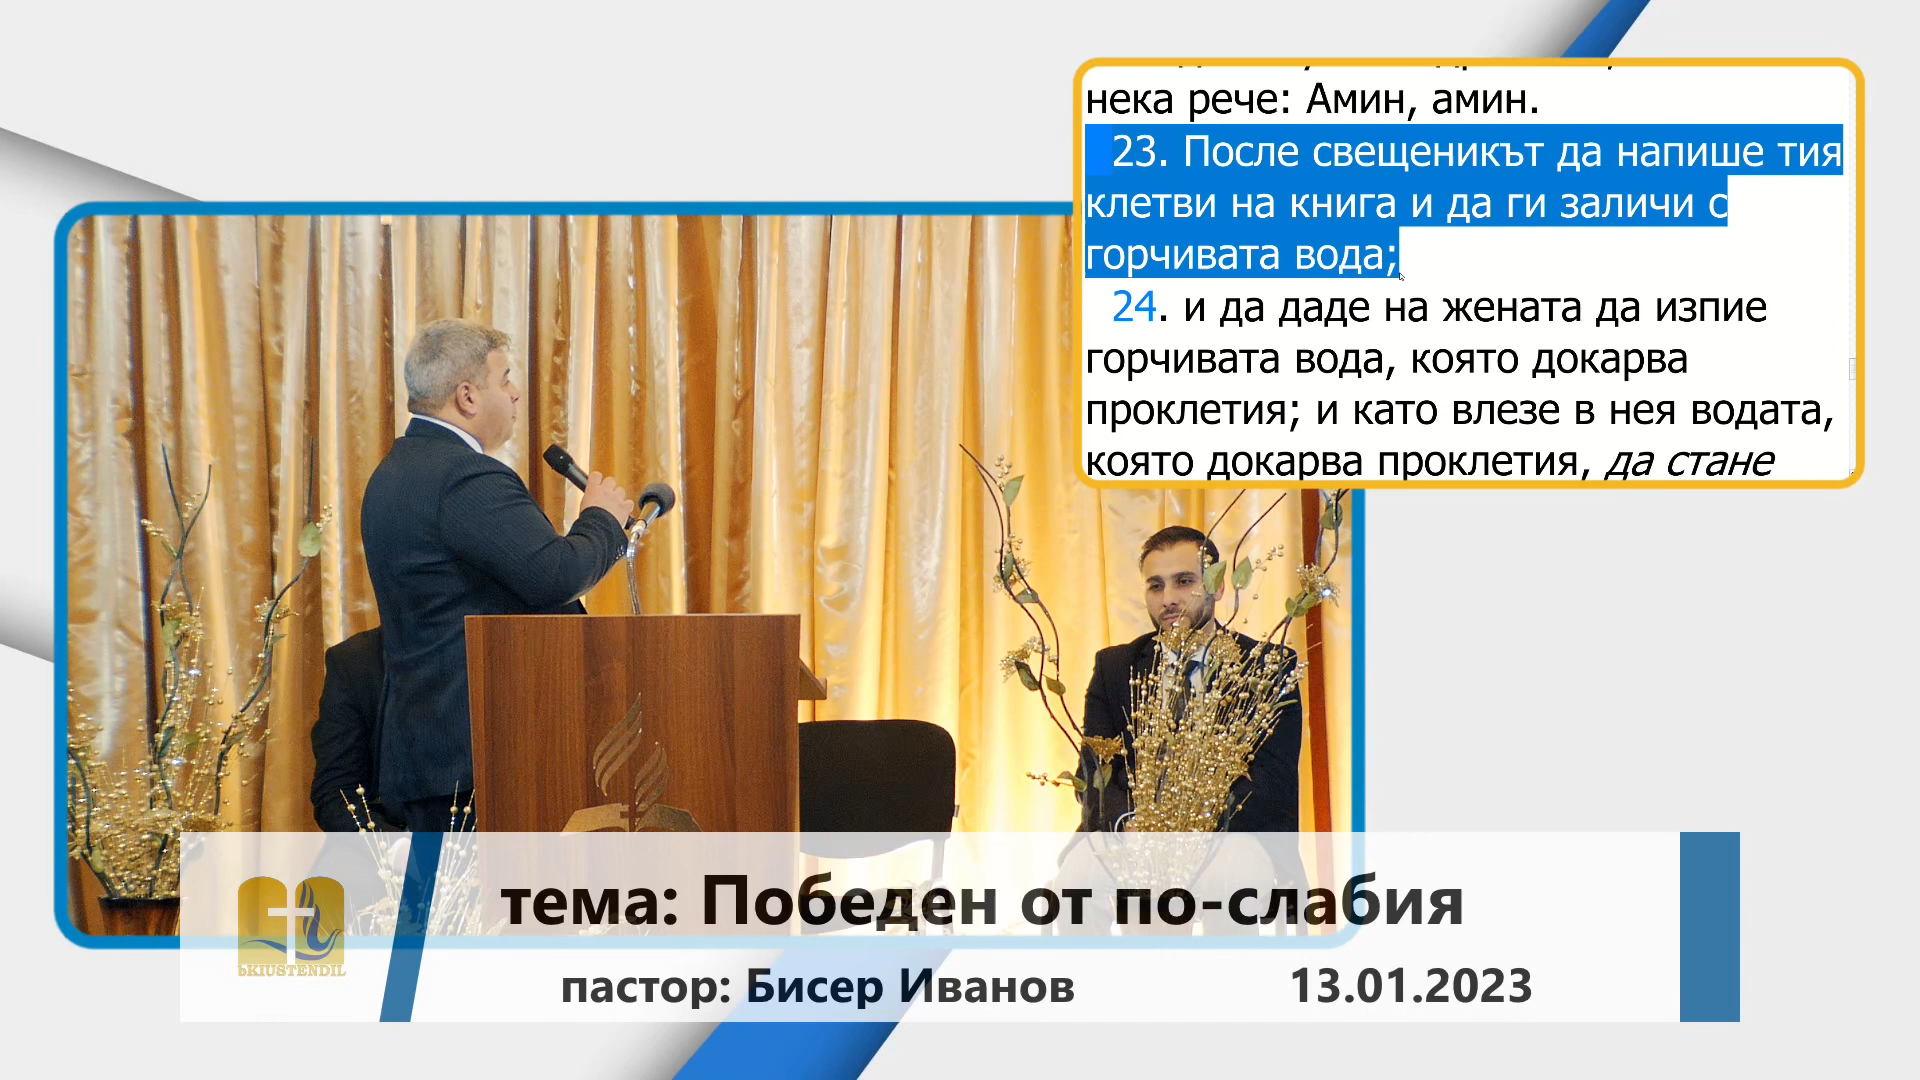 нека рече: Амин, амин.
23. После свещеникът да напише тия
клетви на книга и да ги заличи с
горчивата вода;
24. и да даде на жената да изпие
горчивата вода, която докарва
проклетия; и като влезе в нея водата,
която докарва проклетия, да стане
тема: Победен от по-слабия
ьKIUSTENDIL
пастор: Бисер Иванов
13.01.2023